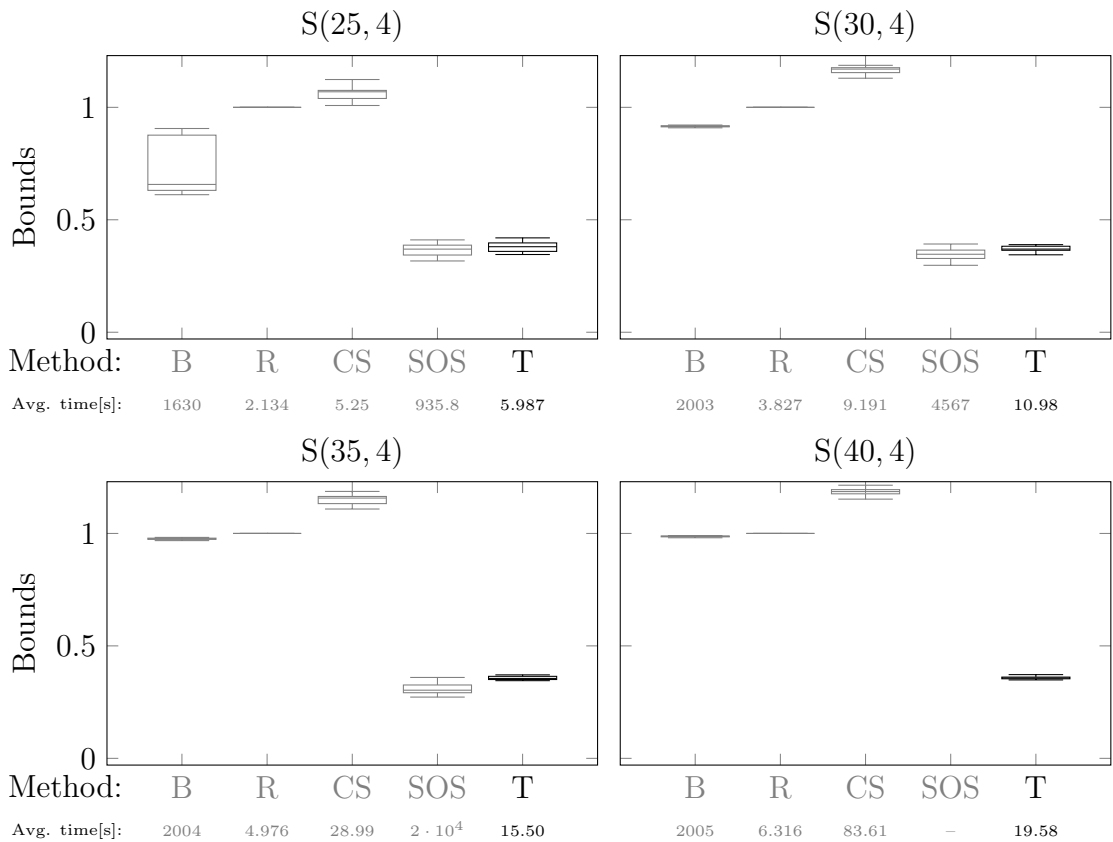 S(25, 4)
S(30, 4)
Bounds
1
0.5
0
Method: B R CS SOS T
B R CS SOS T
Avg. time[s]: 1630 2.134 5.25 935.8 5.987
2003 3.827 9.191 4567 10.98
S(35, 4)
S(40, 4)
Bounds
1
0.5
0
Method: B R CS SOS T
B R CS SOS T
Avg. time[s]: 2004 4.976 28.99 2 · 10⁴ 15.50
2005 6.316 83.61 – 19.58